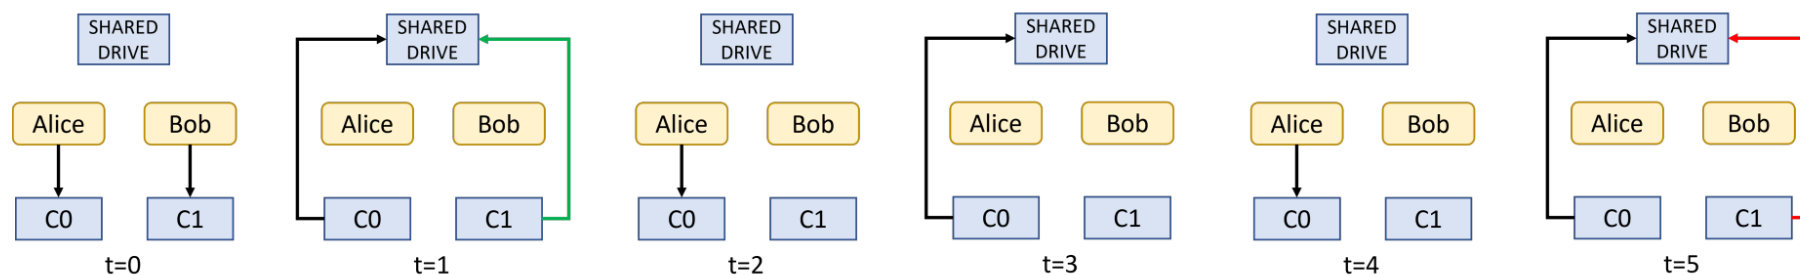 SHARED
DRIVE
Alice
Bob
C0
C1
t=0
SHARED
DRIVE
Alice
Bob
C0
C1
t=1
SHARED
DRIVE
Alice
Bob
C0
C1
t=2
SHARED
DRIVE
Alice
Bob
C0
C1
t=3
SHARED
DRIVE
Alice
Bob
C0
C1
t=4
SHARED
DRIVE
Alice
Bob
C0
C1
t=5